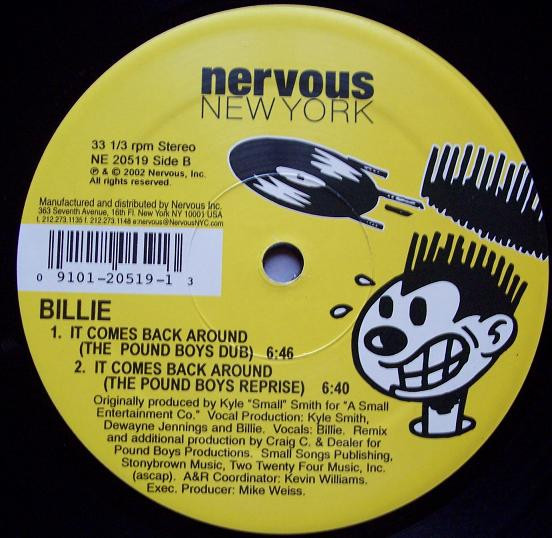 nervous
NEW YORK
33 1/3 rpm Stereo
NE 20519 Side B
℗ & © 2002 Nervous, Inc.
All rights reserved.
Manufactured and distributed by Nervous Inc.
363 Seventh Avenue, 16th Fl. New York NY 10001 USA
t. 212.273.1135 f. 212.273.1148 e:nervous@NervousNYC.com
0 9101-20519-1 3
BILLIE
1. IT COMES BACK AROUND
(THE POUND BOYS DUB) 6:46
2. IT COMES BACK AROUND
(THE POUND BOYS REPRISE) 6:40
Originally produced by Kyle "Small" Smith for "A Small
Entertainment Co." Vocal Production: Kyle Smith,
Dewayne Jennings and Billie. Vocals: Billie. Remix
and additional production by Craig C. & Dealer for
Pound Boys Productions. Small Songs Publishing,
Stonybrown Music, Two Twenty Four Music, Inc.
(ascap). A&R Coordinator: Kevin Williams.
Exec. Producer: Mike Weiss.